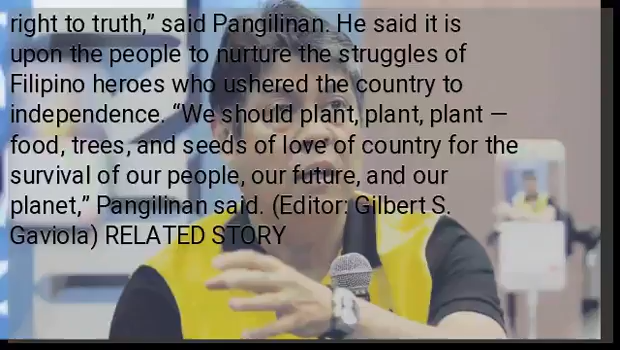 right to truth,” said Pangilinan. He said it is
upon the people to nurture the struggles of
Filipino heroes who ushered the country to
independence. “We should plant, plant, plant —
food, trees, and seeds of love of country for the
survival of our people, our future, and our
planet,” Pangilinan said. (Editor: Gilbert S.
Gaviola) RELATED STORY